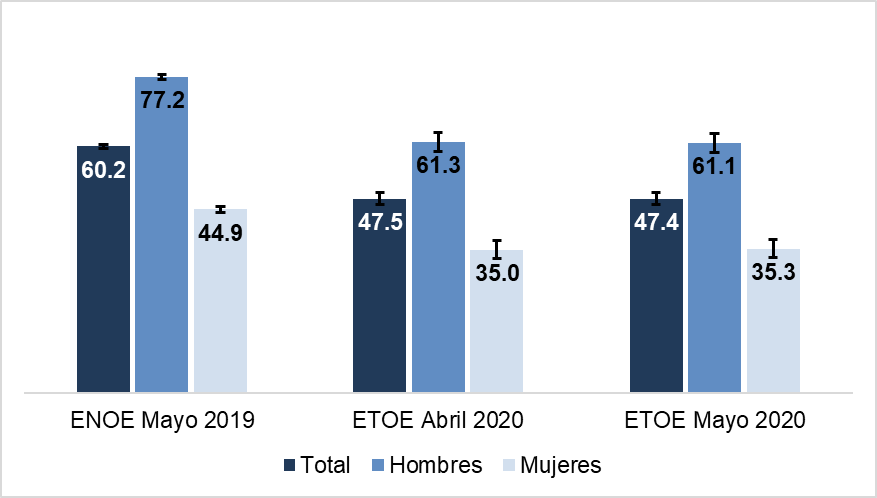 77.2
60.2
44.9
61.3
47.5
35.0
61.1
47.4
35.3
ENOE Mayo 2019
ETOE Abril 2020
ETOE Mayo 2020
Total Hombres Mujeres